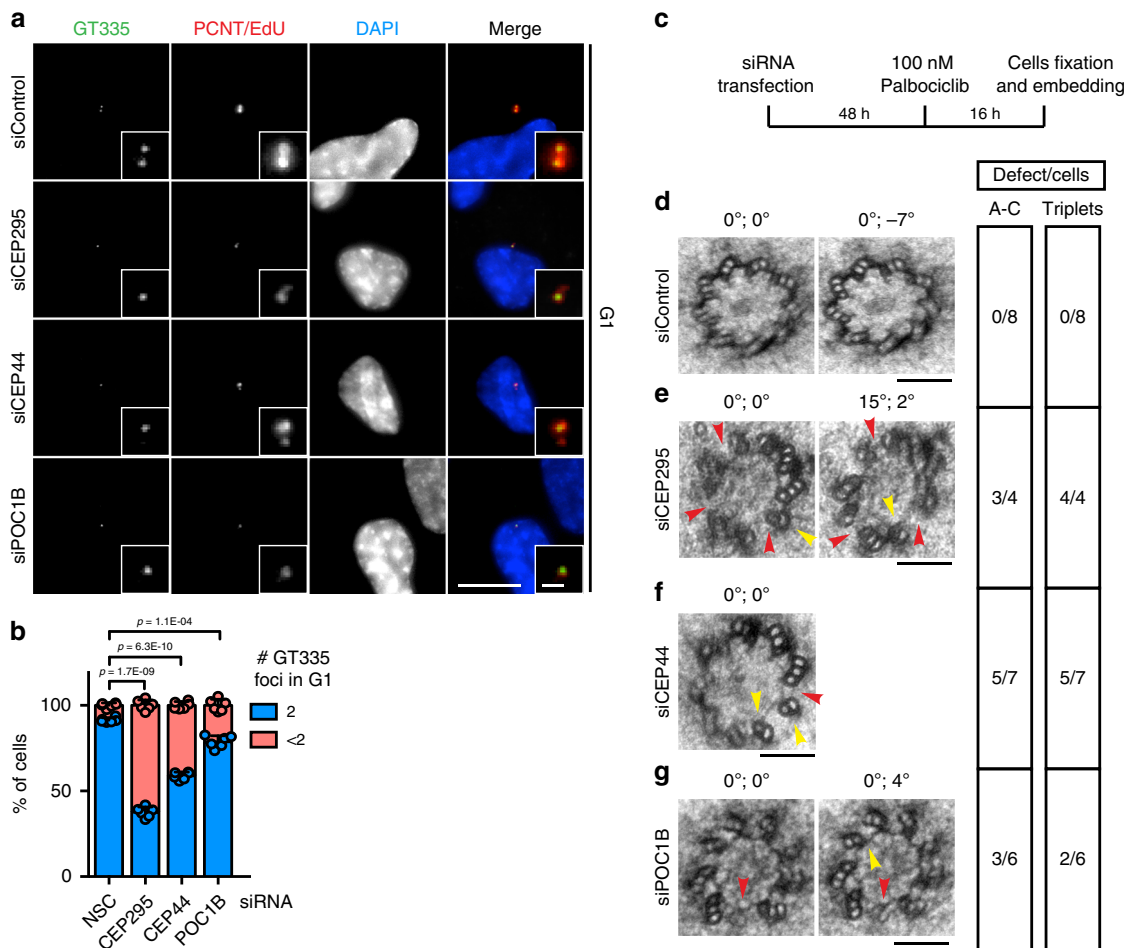 a
GT335 PCNT/EdU DAPI Merge
siControl
siCEP295
siCEP44
siPOC1B
G1
b
p = 1.1E-04
p = 6.3E-10
p = 1.7E-09
# GT335
foci in G1
2
<2
% of cells
100
50
0
NSC
CEP295
CEP44
POC1B
siRNA
c
siRNA
transfection
100 nM
Palbociclib
Cells fixation
and embedding
48 h
16 h
Defect/cells
A-C Triplets
d
0°; 0° 0°; –7°
siControl
0/8 0/8
e
0°; 0° 15°; 2°
siCEP295
3/4 4/4
f
0°; 0°
siCEP44
5/7 5/7
g
0°; 0° 0°; 4°
siPOC1B
3/6 2/6